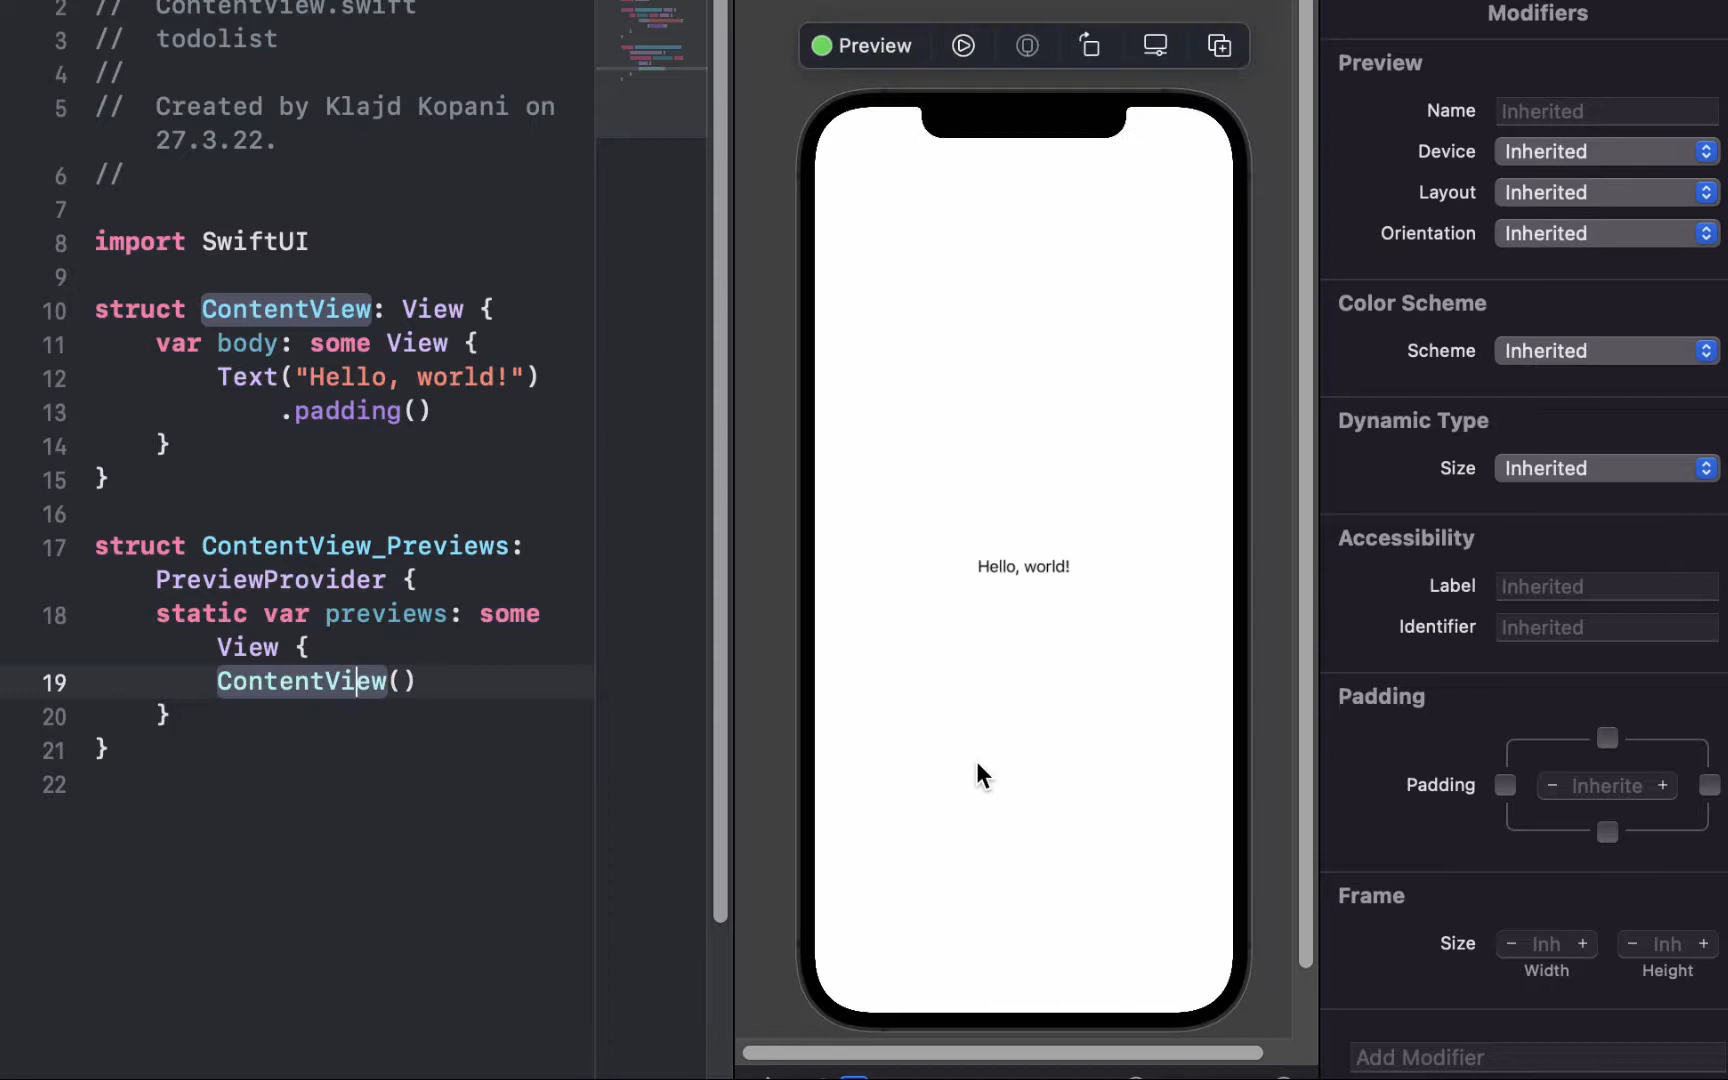 2 // ContentView.swift
3 // todolist
4 //
5 // Created by Klajd Kopani on
27.3.22.
6 //
7
8 import SwiftUI
9
10 struct ContentView: View {
11 var body: some View {
12 Text("Hello, world!")
13 .padding()
14 }
15 }
16
17 struct ContentView_Previews:
PreviewProvider {
18 static var previews: some
View {
19 ContentView()
20 }
21 }
22
Preview
Hello, world!
Modifiers
Preview
Name Inherited
Device Inherited
Layout Inherited
Orientation Inherited
Color Scheme
Scheme Inherited
Dynamic Type
Size Inherited
Accessibility
Label Inherited
Identifier Inherited
Padding
Padding − Inherite +
Frame
Size − Inh + − Inh +
Width Height
Add Modifier